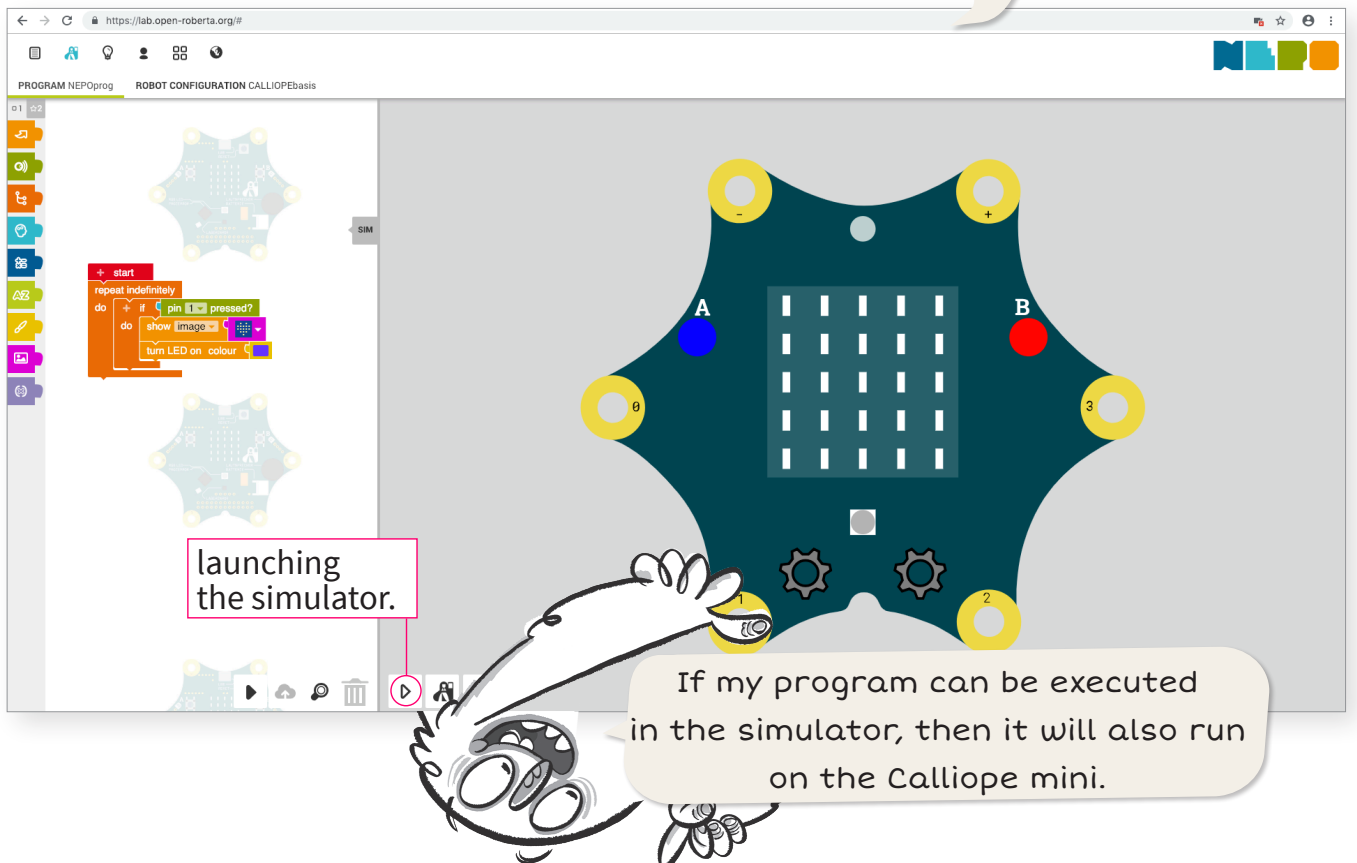 https://lab.open-roberta.org/#
PROGRAM NEPOprog ROBOT CONFIGURATION CALLIOPEbasis
1 2
SIM
+ start
repeat indefinitely
do + if pin 1 pressed?
do show image
turn LED on colour
- +
A B
0 3
1 2
launching
the simulator.
If my program can be executed
in the simulator, then it will also run
on the Calliope mini.